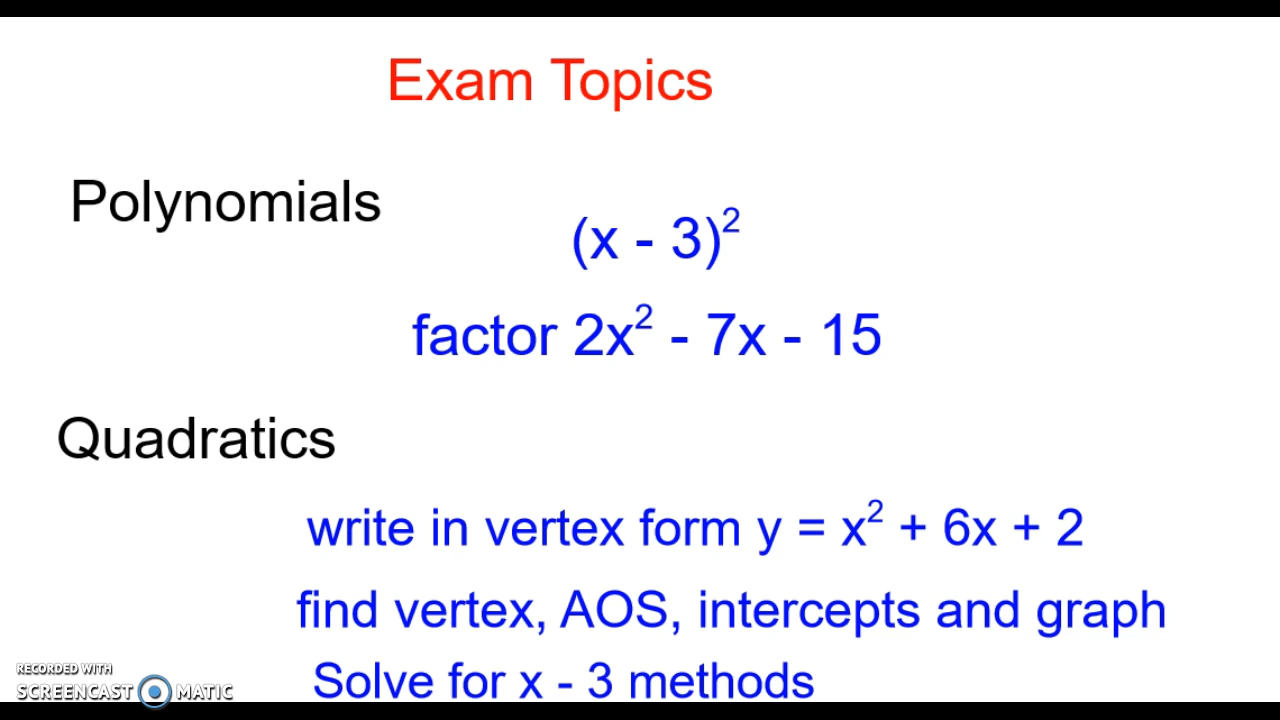 Exam Topics
Polynomials
(x - 3)²
factor 2x² - 7x - 15
Quadratics
write in vertex form y = x² + 6x + 2
find vertex, AOS, intercepts and graph
Solve for x - 3 methods
RECORDED WITH
SCREENCAST MATIC